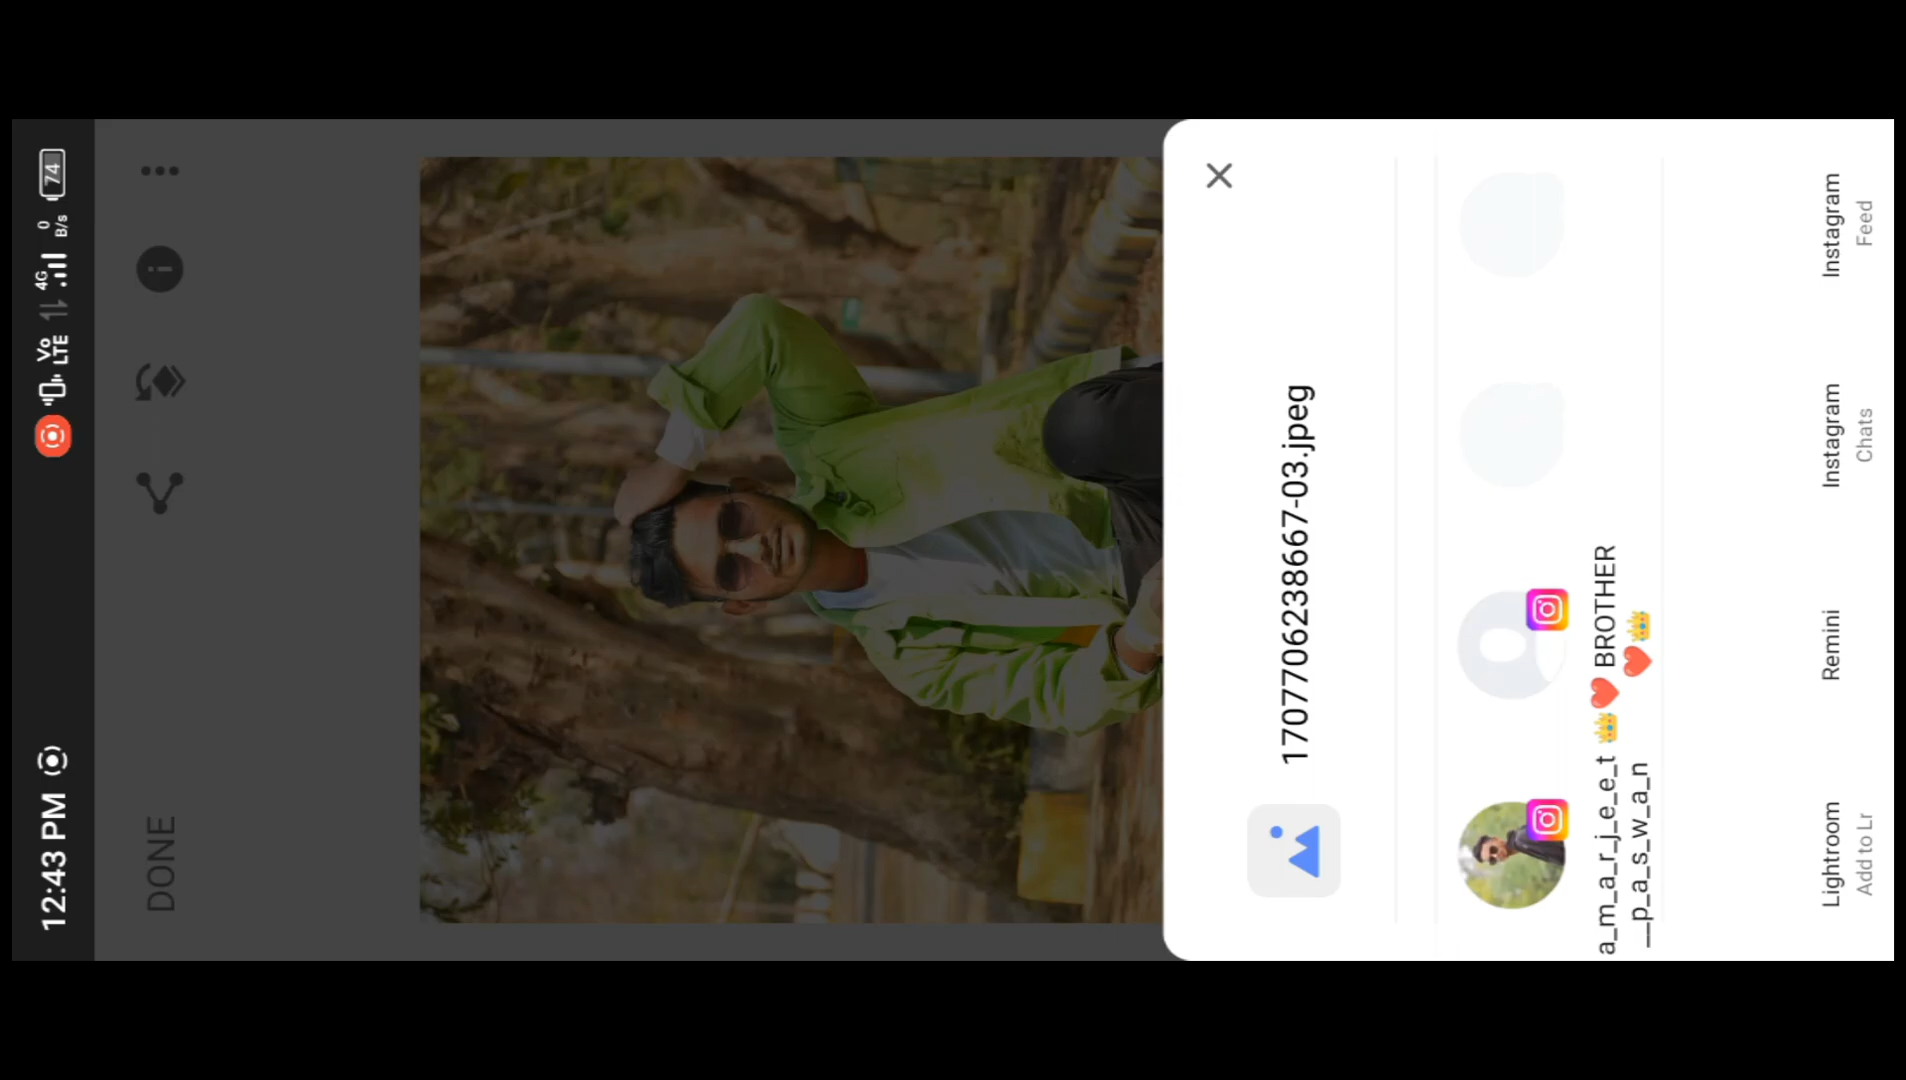 12:43 PM
Vo
LTE
4G
0
B/s
74
DONE
1707706238667-03.jpeg
a_m_a_r_j_e_e_t
__p_a_s_w_a_n
👑❤️ BROTHER
❤️👑
Lightroom
Add to Lr
Remini
Instagram
Chats
Instagram
Feed